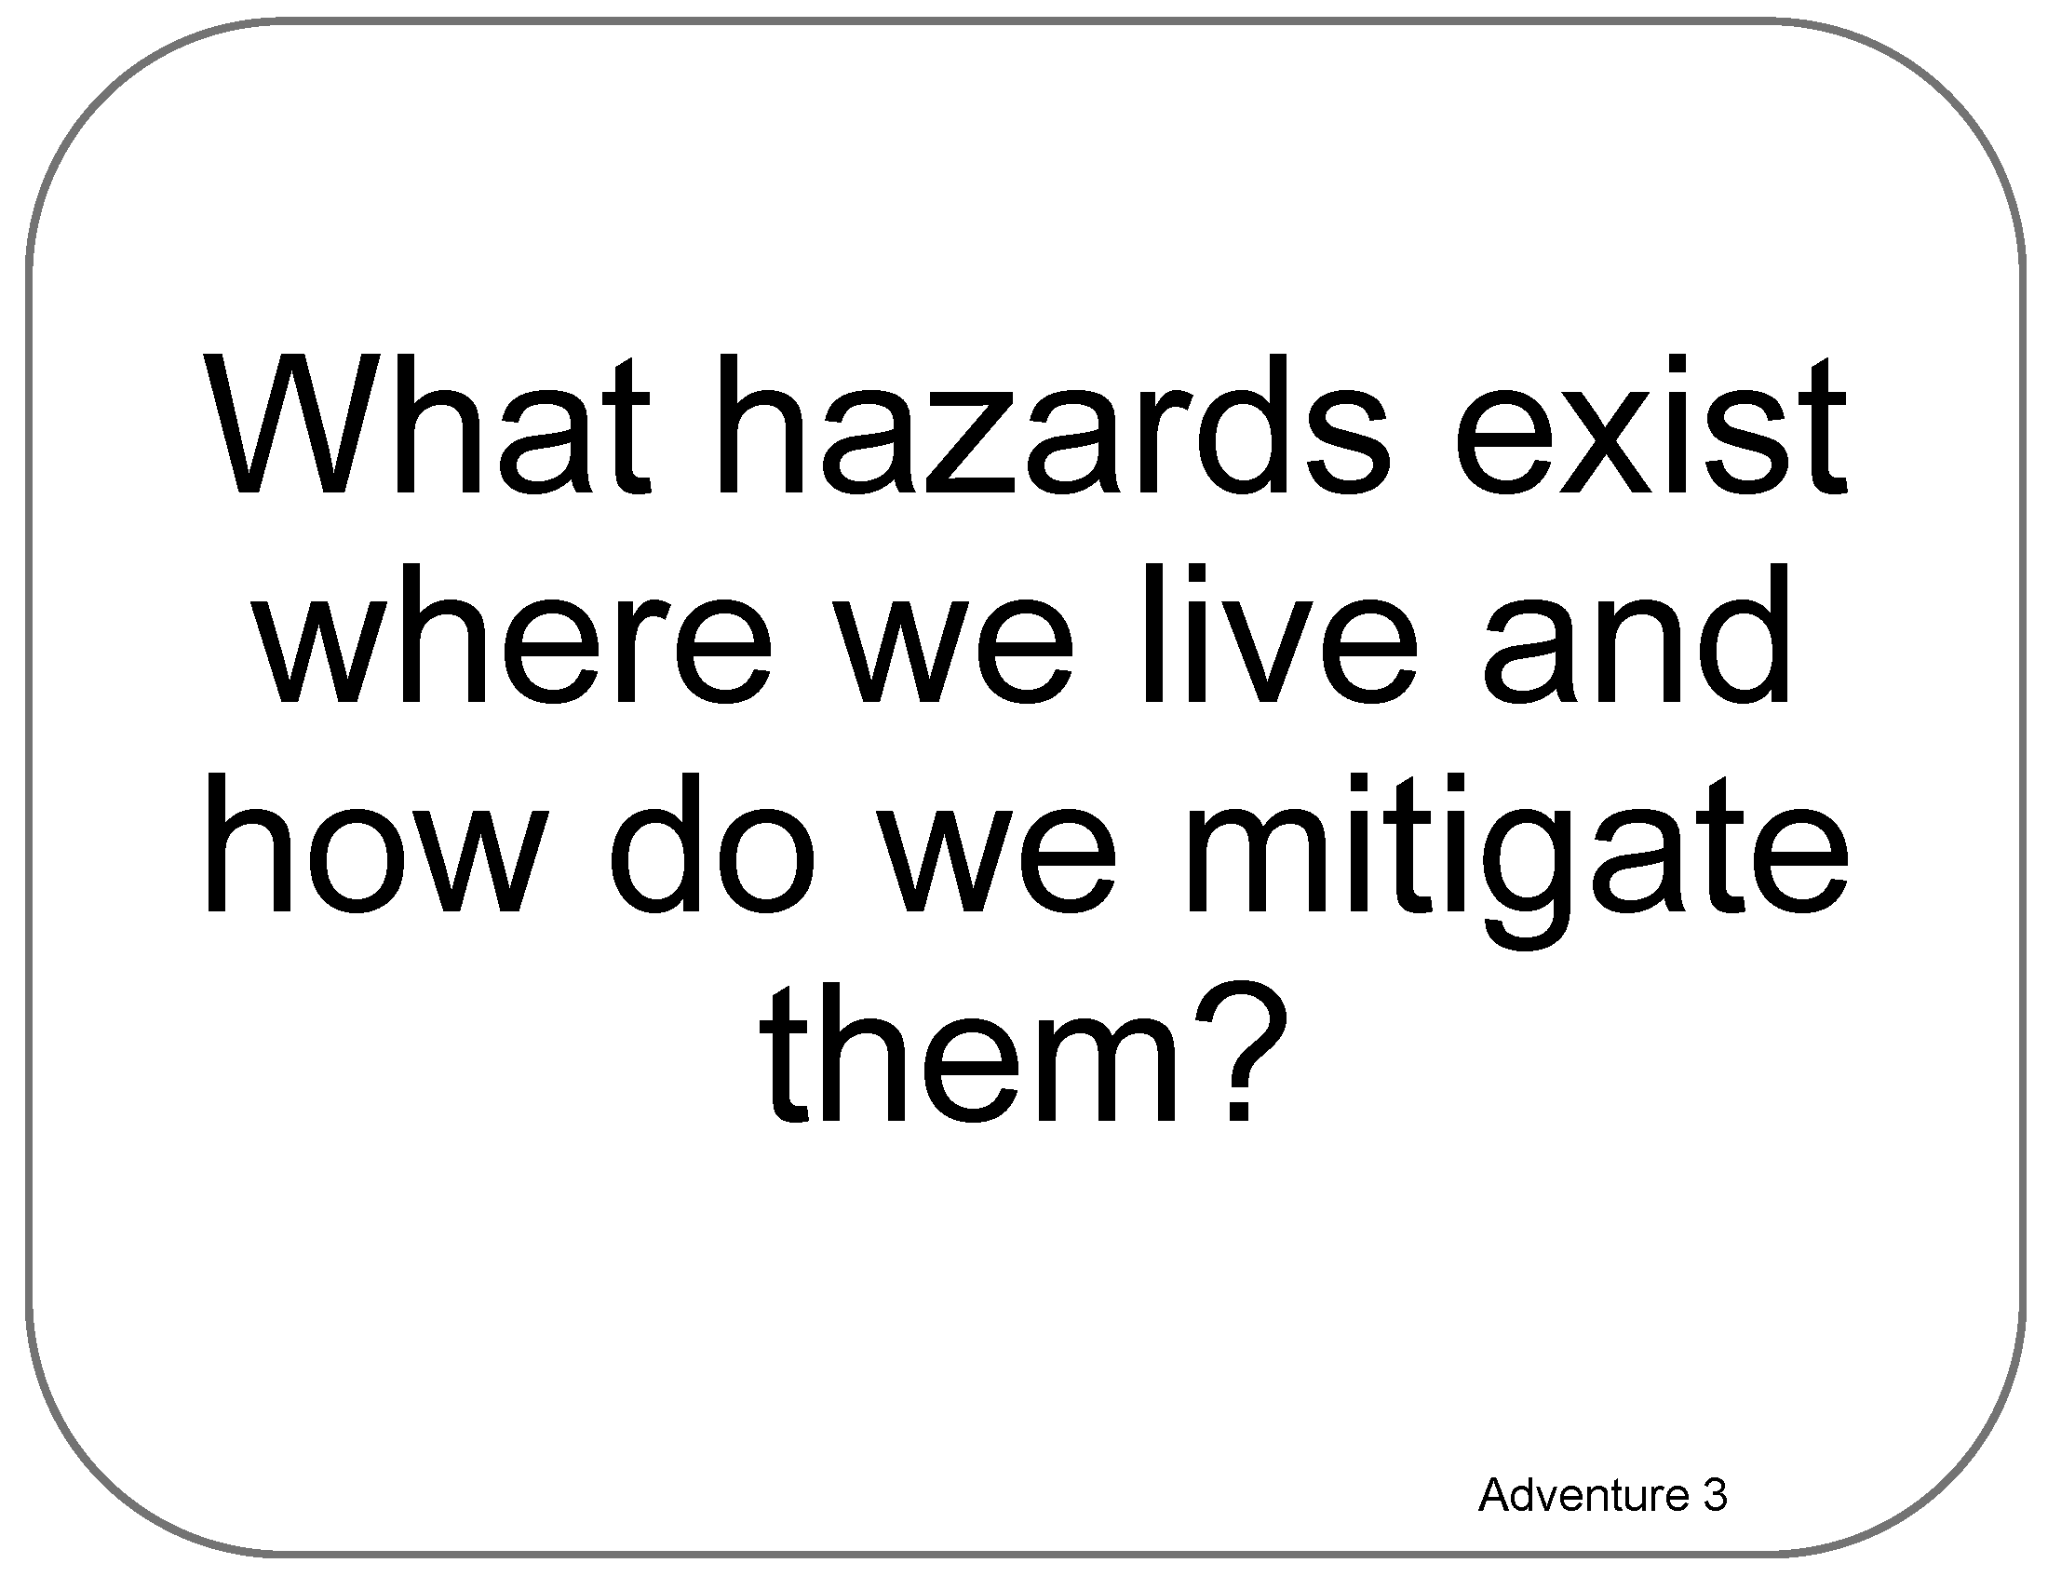 What hazards exist
where we live and
how do we mitigate
them?
Adventure 3